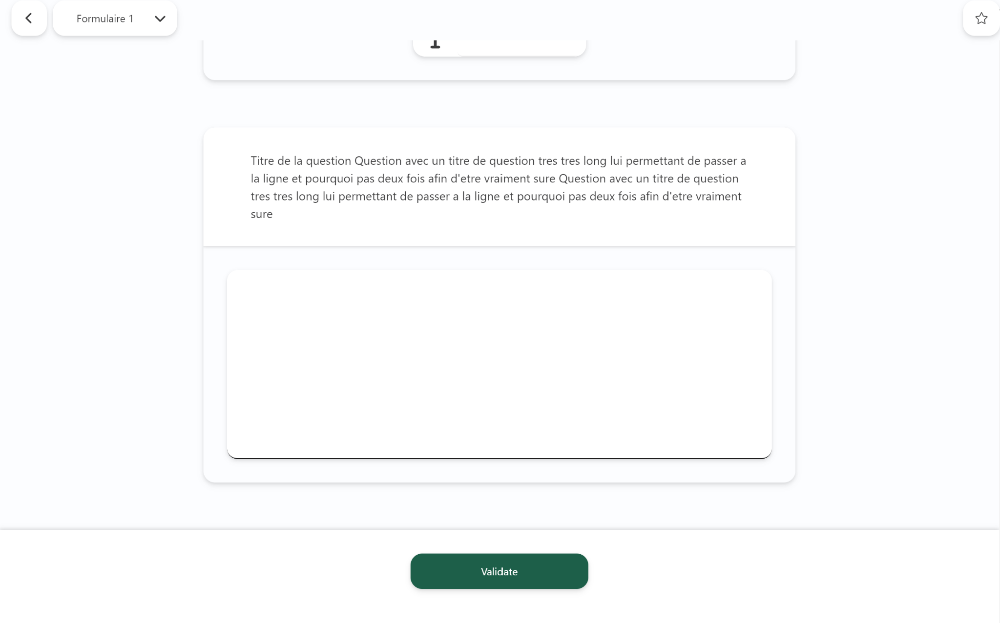 Formulaire 1
Titre de la question Question avec un titre de question tres tres long lui permettant de passer a
la ligne et pourquoi pas deux fois afin d'etre vraiment sure Question avec un titre de question
tres tres long lui permettant de passer a la ligne et pourquoi pas deux fois afin d'etre vraiment
sure
Validate